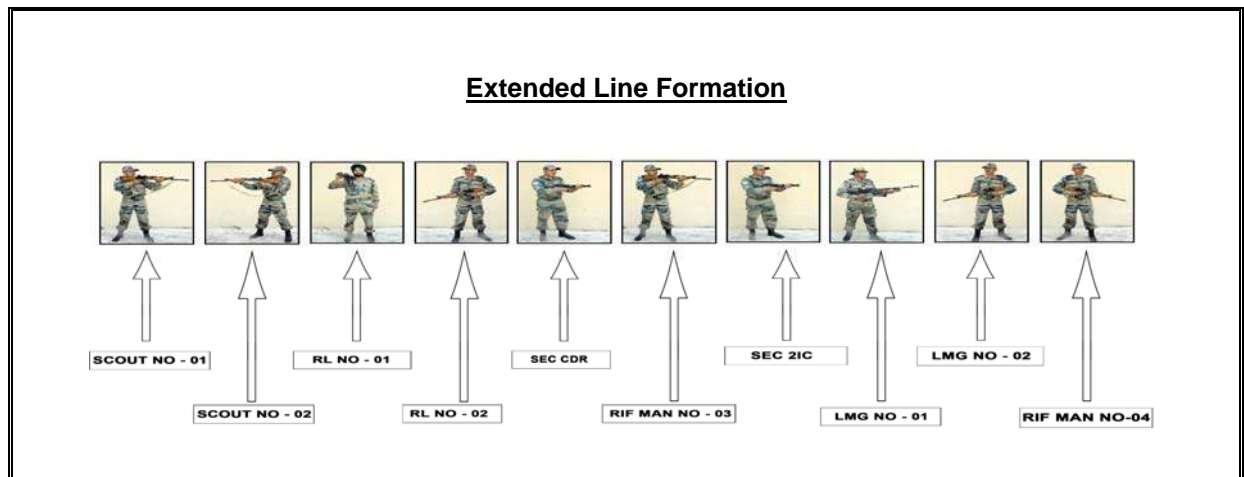 Extended Line Formation
SCOUT NO - 01
RL NO - 01
SEC CDR
SEC 2IC
LMG NO - 02
SCOUT NO - 02
RL NO - 02
RIF MAN NO - 03
LMG NO - 01
RIF MAN NO-04